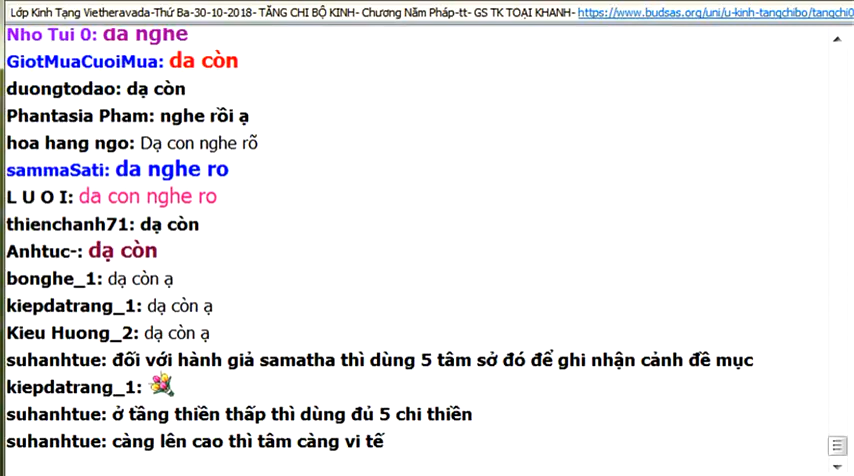 Lớp Kinh Tạng Vietheravada-Thứ Ba-30-10-2018- TĂNG CHI BỘ KINH- Chương Năm Pháp-tt- GS TK TOẠI KHANH- https://www.budsas.org/uni/u-kinh-tangchibo/tangchi0
Nho Tui 0: da nghe
GiotMuaCuoiMua: da còn
duongtodao: dạ còn
Phantasia Pham: nghe rồi ạ
hoa hang ngo: Dạ con nghe rõ
sammaSati: da nghe ro
L U O I: da con nghe ro
thienchanh71: dạ còn
Anhtuc-: dạ còn
bonghe_1: dạ còn ạ
kiepdatrang_1: dạ còn ạ
Kieu Huong_2: dạ còn ạ
suhanhtue: đối với hành giả samatha thì dùng 5 tâm sở đó để ghi nhận cảnh đề mục
kiepdatrang_1:
suhanhtue: ở tầng thiền thấp thì dùng đủ 5 chi thiền
suhanhtue: càng lên cao thì tâm càng vi tế